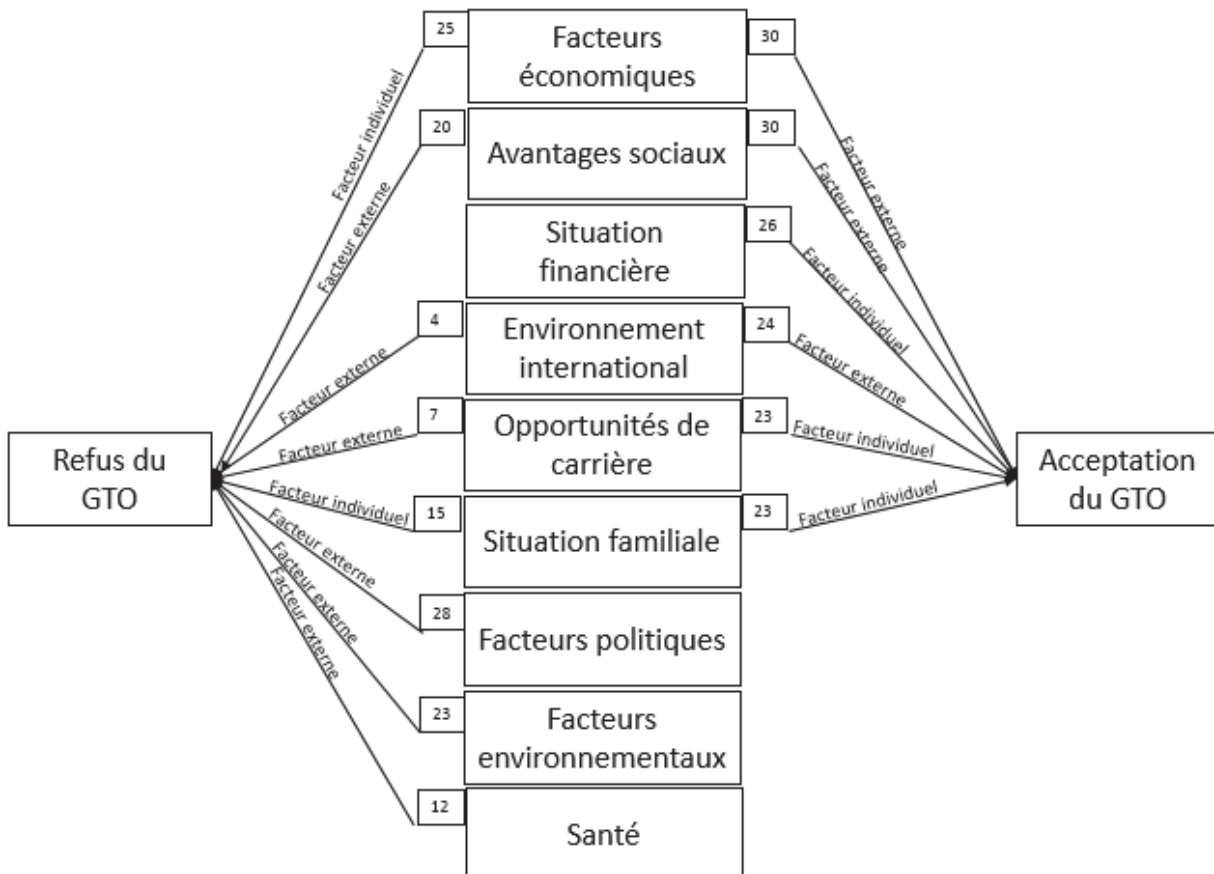 25
Facteurs
économiques
30
Facteur individuel
Facteur externe
20
Avantages sociaux
30
Facteur externe
Facteur externe
Situation
financière
26
Facteur individuel
4
Environnement
international
24
Facteur externe
Facteur externe
7
Opportunités de
carrière
23
Facteur externe
Facteur individuel
Refus du
GTO
Acceptation
du GTO
Facteur individuel
15
Situation familiale
23
Facteur individuel
Facteur externe
28
Facteurs politiques
Facteur externe
23
Facteurs
environnementaux
Facteur externe
12
Santé